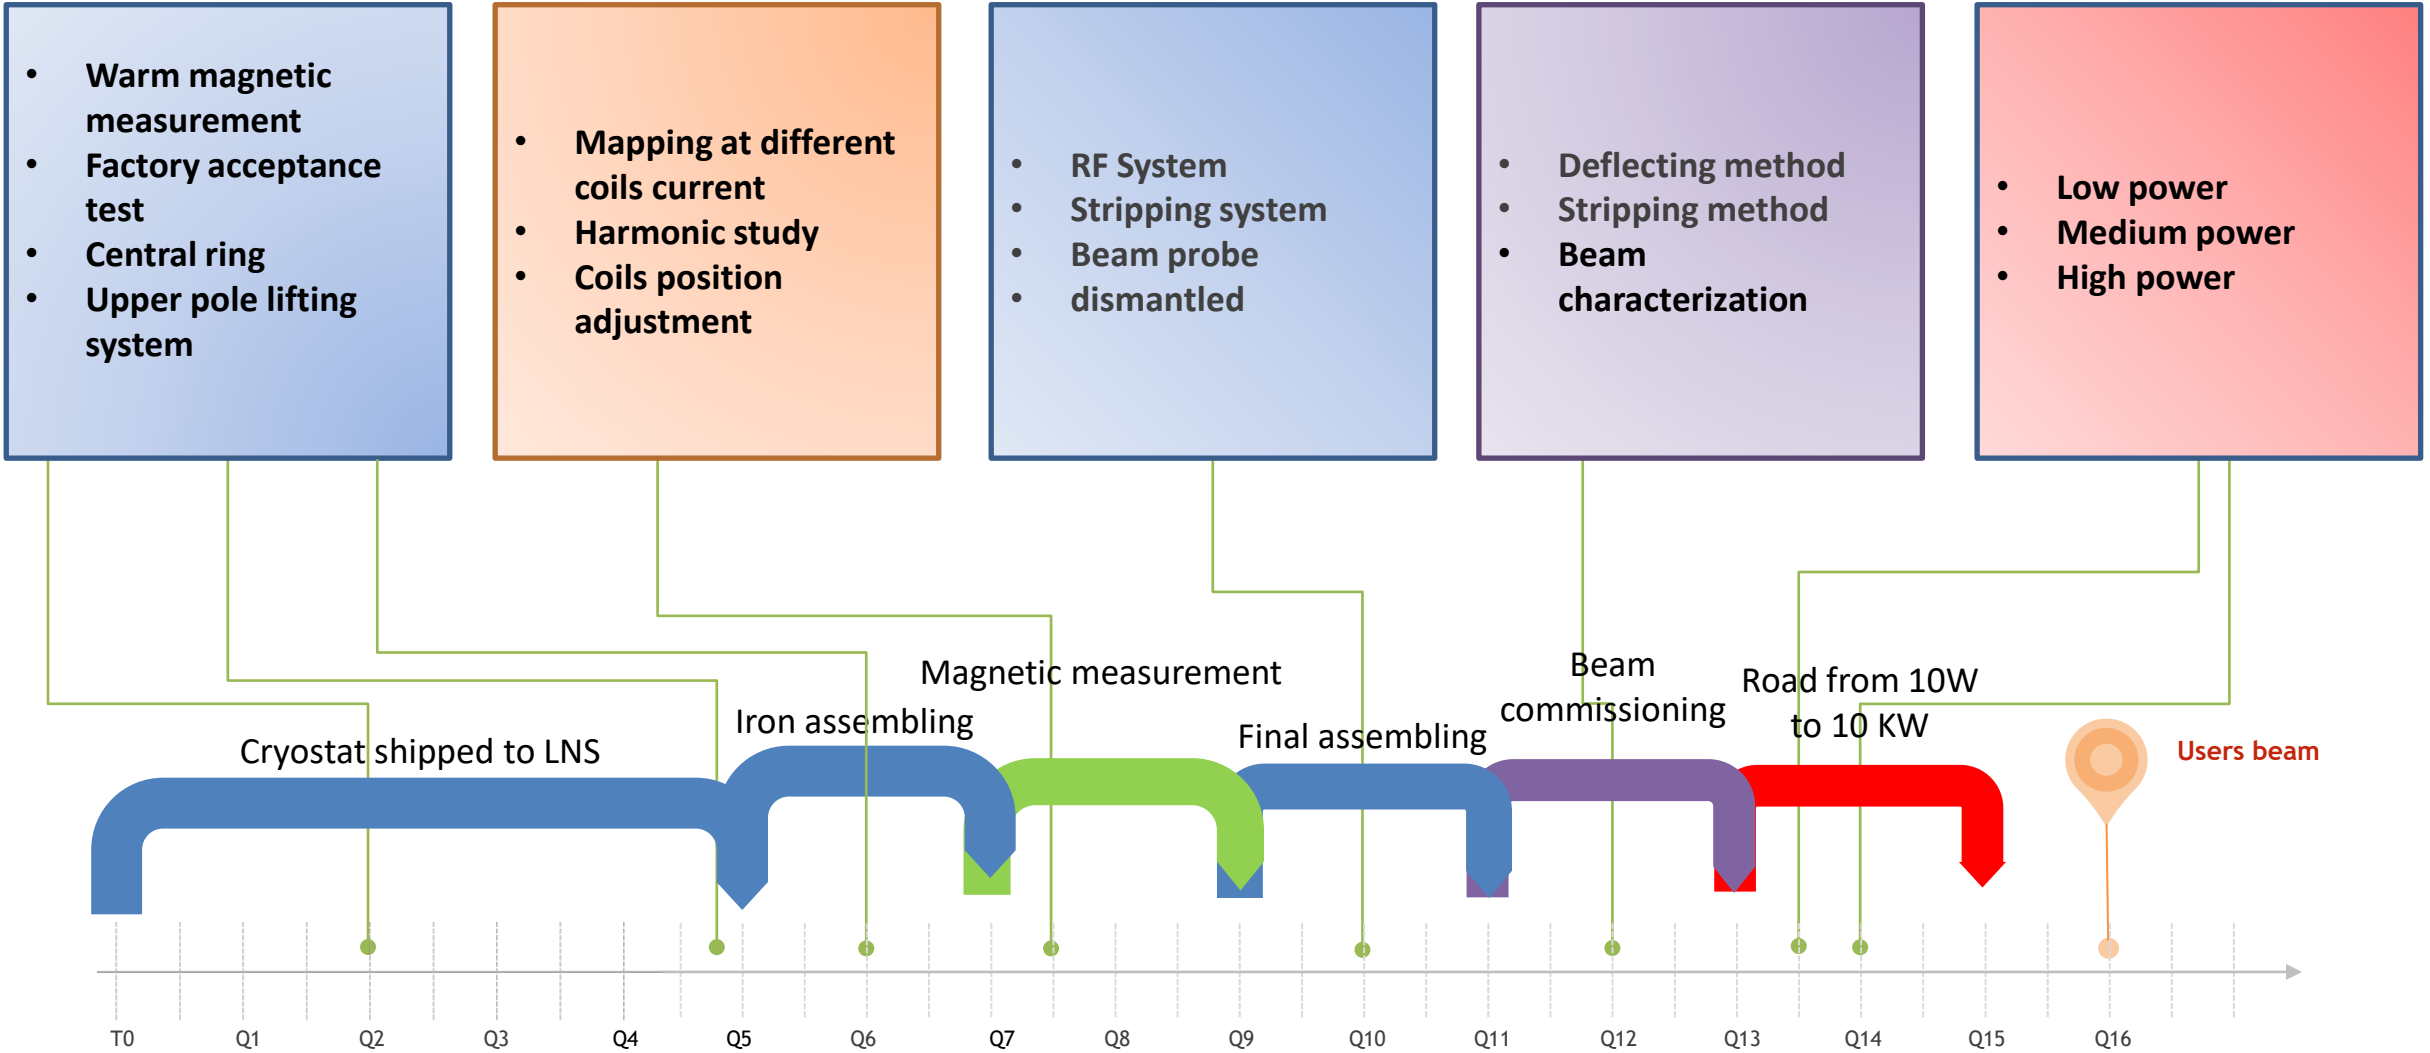 • Warm magnetic
measurement
• Factory acceptance
test
• Central ring
• Upper pole lifting
system
• Mapping at different
coils current
• Harmonic study
• Coils position
adjustment
• RF System
• Stripping system
• Beam probe
• dismantled
• Deflecting method
• Stripping method
• Beam
characterization
• Low power
• Medium power
• High power
Cryostat shipped to LNS
Iron assembling
Magnetic measurement
Final assembling
Beam
commissioning
Road from 10W
to 10 KW
Users beam
T0 Q1 Q2 Q3 Q4 Q5 Q6 Q7 Q8 Q9 Q10 Q11 Q12 Q13 Q14 Q15 Q16